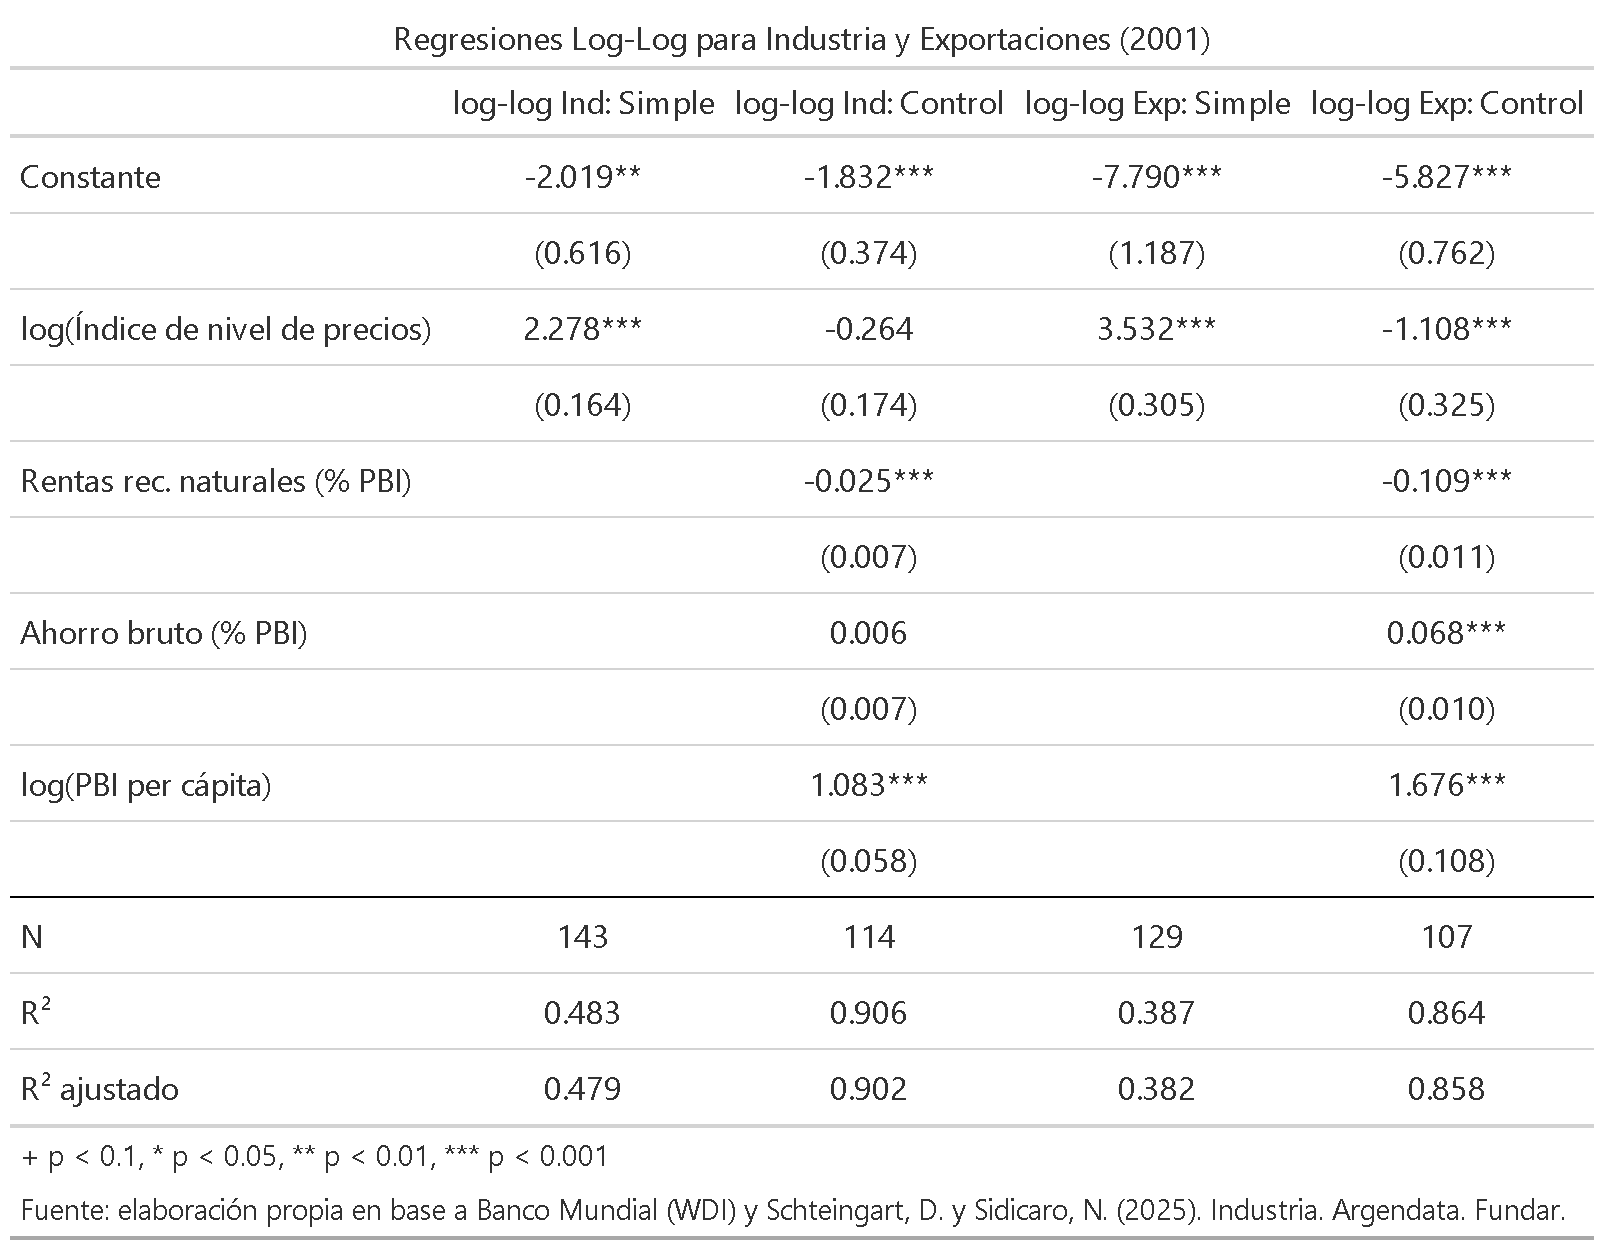 Regresiones Log-Log para Industria y Exportaciones (2001)
log-log Ind: Simple log-log Ind: Control log-log Exp: Simple log-log Exp: Control
Constante -2.019** -1.832*** -7.790*** -5.827***
(0.616) (0.374) (1.187) (0.762)
log(Índice de nivel de precios) 2.278*** -0.264 3.532*** -1.108***
(0.164) (0.174) (0.305) (0.325)
Rentas rec. naturales (% PBI) -0.025*** -0.109***
(0.007) (0.011)
Ahorro bruto (% PBI) 0.006 0.068***
(0.007) (0.010)
log(PBI per cápita) 1.083*** 1.676***
(0.058) (0.108)
N 143 114 129 107
R² 0.483 0.906 0.387 0.864
R² ajustado 0.479 0.902 0.382 0.858
+ p < 0.1, * p < 0.05, ** p < 0.01, *** p < 0.001
Fuente: elaboración propia en base a Banco Mundial (WDI) y Schteingart, D. y Sidicaro, N. (2025). Industria. Argendata. Fundar.